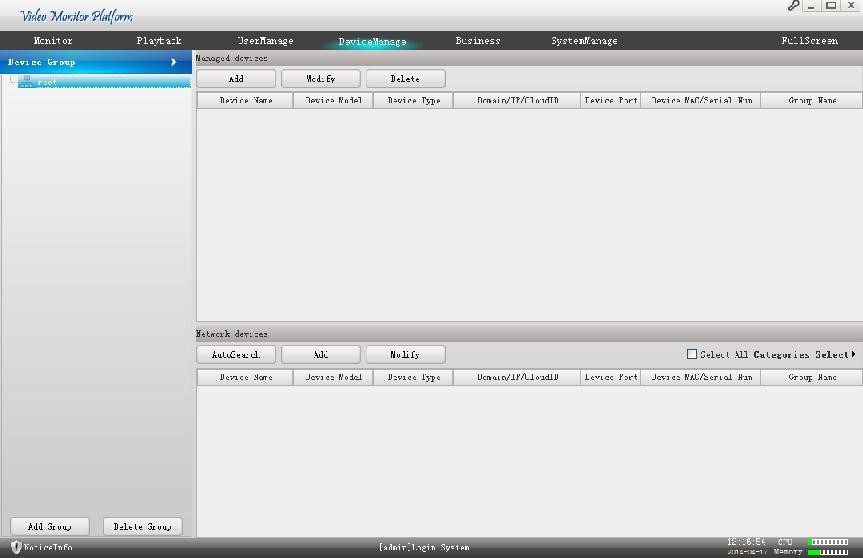 Video Monitor Platform
Monitor Playback UserManage DeviceManage Business SystemManage FullScreen
Device Group
root
Managed devices
Add Modify Delete
Device Name Device Model Device Type Domain/IP/CloudID Device Port Device MAC/Serial Num Group Name
Network devices
AutoSearch Add Modify Select All Categories Select
Device Name Device Model Device Type Domain/IP/CloudID Device Port Device MAC/Serial Num Group Name
Add Group Delete Group
NoticeInfo [admin]Login System
12:16:54 CPU
Memory